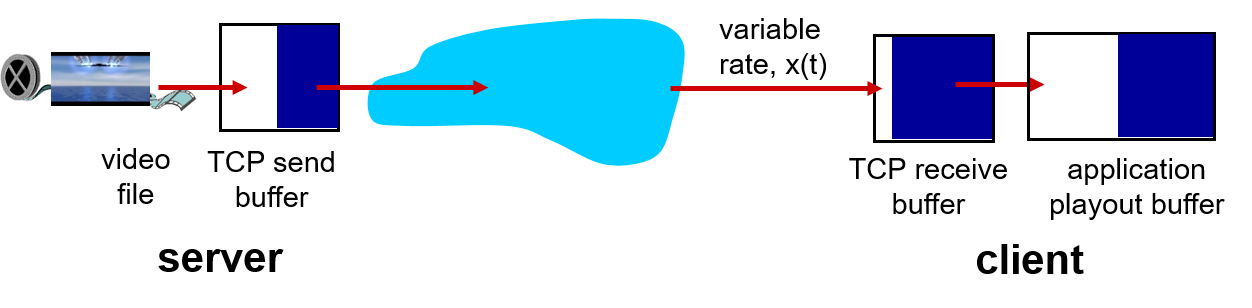 variable
rate, x(t)
video
file
TCP send
buffer
TCP receive
buffer
application
playout buffer
server
client